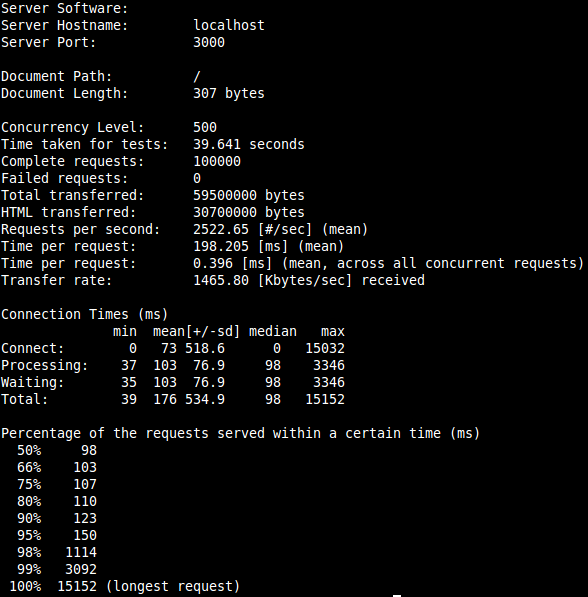 Server Software:
Server Hostname:        localhost
Server Port:            3000

Document Path:          /
Document Length:        307 bytes

Concurrency Level:      500
Time taken for tests:   39.641 seconds
Complete requests:      100000
Failed requests:        0
Total transferred:      59500000 bytes
HTML transferred:       30700000 bytes
Requests per second:    2522.65 [#/sec] (mean)
Time per request:       198.205 [ms] (mean)
Time per request:       0.396 [ms] (mean, across all concurrent requests)
Transfer rate:          1465.80 [Kbytes/sec] received

Connection Times (ms)
              min  mean[+/-sd] median   max
Connect:        0   73 518.6      0   15032
Processing:    37  103  76.9     98    3346
Waiting:       35  103  76.9     98    3346
Total:         39  176 534.9     98   15152

Percentage of the requests served within a certain time (ms)
  50%     98
  66%    103
  75%    107
  80%    110
  90%    123
  95%    150
  98%   1114
  99%   3092
 100%  15152 (longest request)